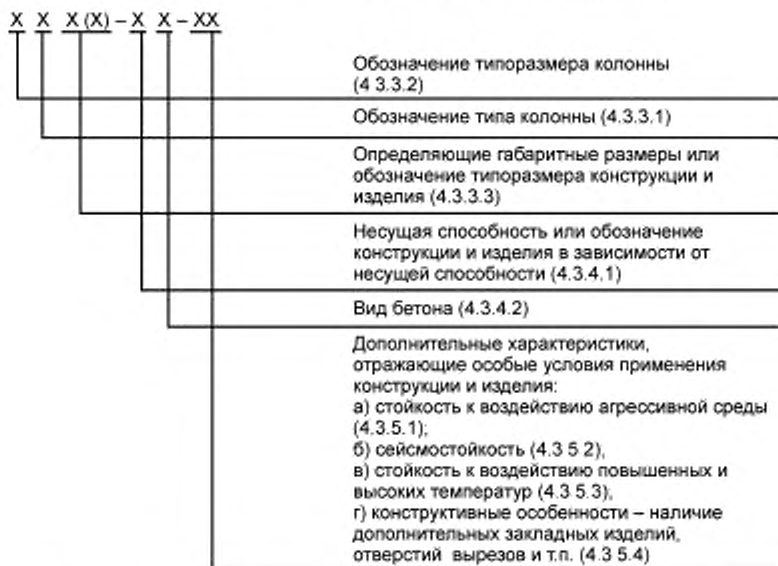 X X X (X) – X X – XX
Обозначение типоразмера колонны
(4 3.3.2)
Обозначение типа колонны (4.3.3.1)
Определяющие габаритные размеры или
обозначение типоразмера конструкции и
изделия (4.3.3.3)
Несущая способность или обозначение
конструкции и изделия в зависимости от
несущей способности (4.3.4.1)
Вид бетона (4.3.4.2)
Дополнительные характеристики,
отражающие особые условия применения
конструкции и изделия:
а) стойкость к воздействию агрессивной среды
(4.3.5.1);
б) сейсмостойкость (4.3 5 2),
в) стойкость к воздействию повышенных и
высоких температур (4.3 5.3);
г) конструктивные особенности – наличие
дополнительных закладных изделий,
отверстий вырезов и т.п. (4.3 5.4)